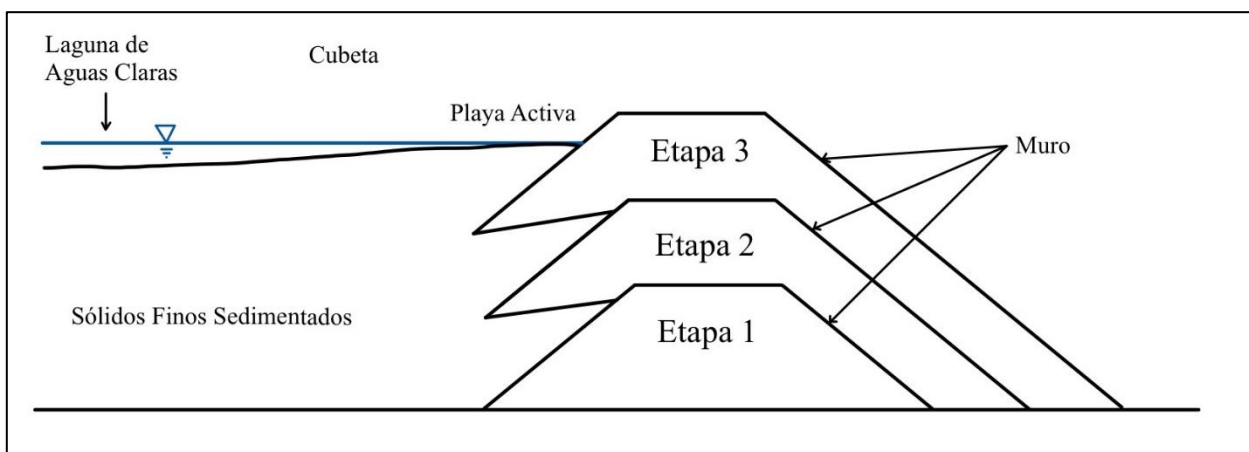 Laguna de
Aguas Claras
Cubeta
Playa Activa
Etapa 3
Muro
Etapa 2
Sólidos Finos Sedimentados
Etapa 1